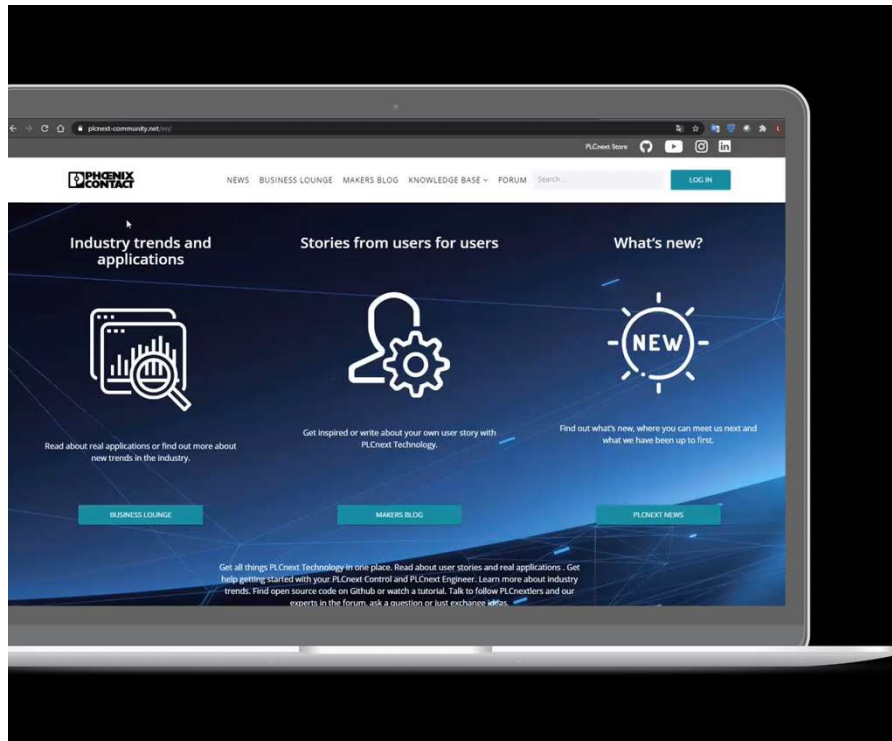 plcnext-community.net/en/
PLCnext Store
PHŒNIX
CONTACT
NEWS BUSINESS LOUNGE MAKERS BLOG KNOWLEDGE BASE FORUM Search ... LOG IN
Industry trends and
applications
Stories from users for users
What's new?
NEW
Read about real applications or find out more about
new trends in the industry.
Get inspired or write about your own user story with
PLCnext Technology.
Find out what's new, where you can meet us next and
what we have been up to first.
BUSINESS LOUNGE
MAKERS BLOG
PLCNEXT NEWS
Get all things PLCnext Technology in one place. Read about user stories and real applications . Get
help getting started with your PLCnext Control and PLCnext Engineer. Learn more about industry
trends. Find open source code on Github or watch a tutorial. Talk to follow PLCnextlers and our
experts in the forum, ask a question or just exchange ideas.